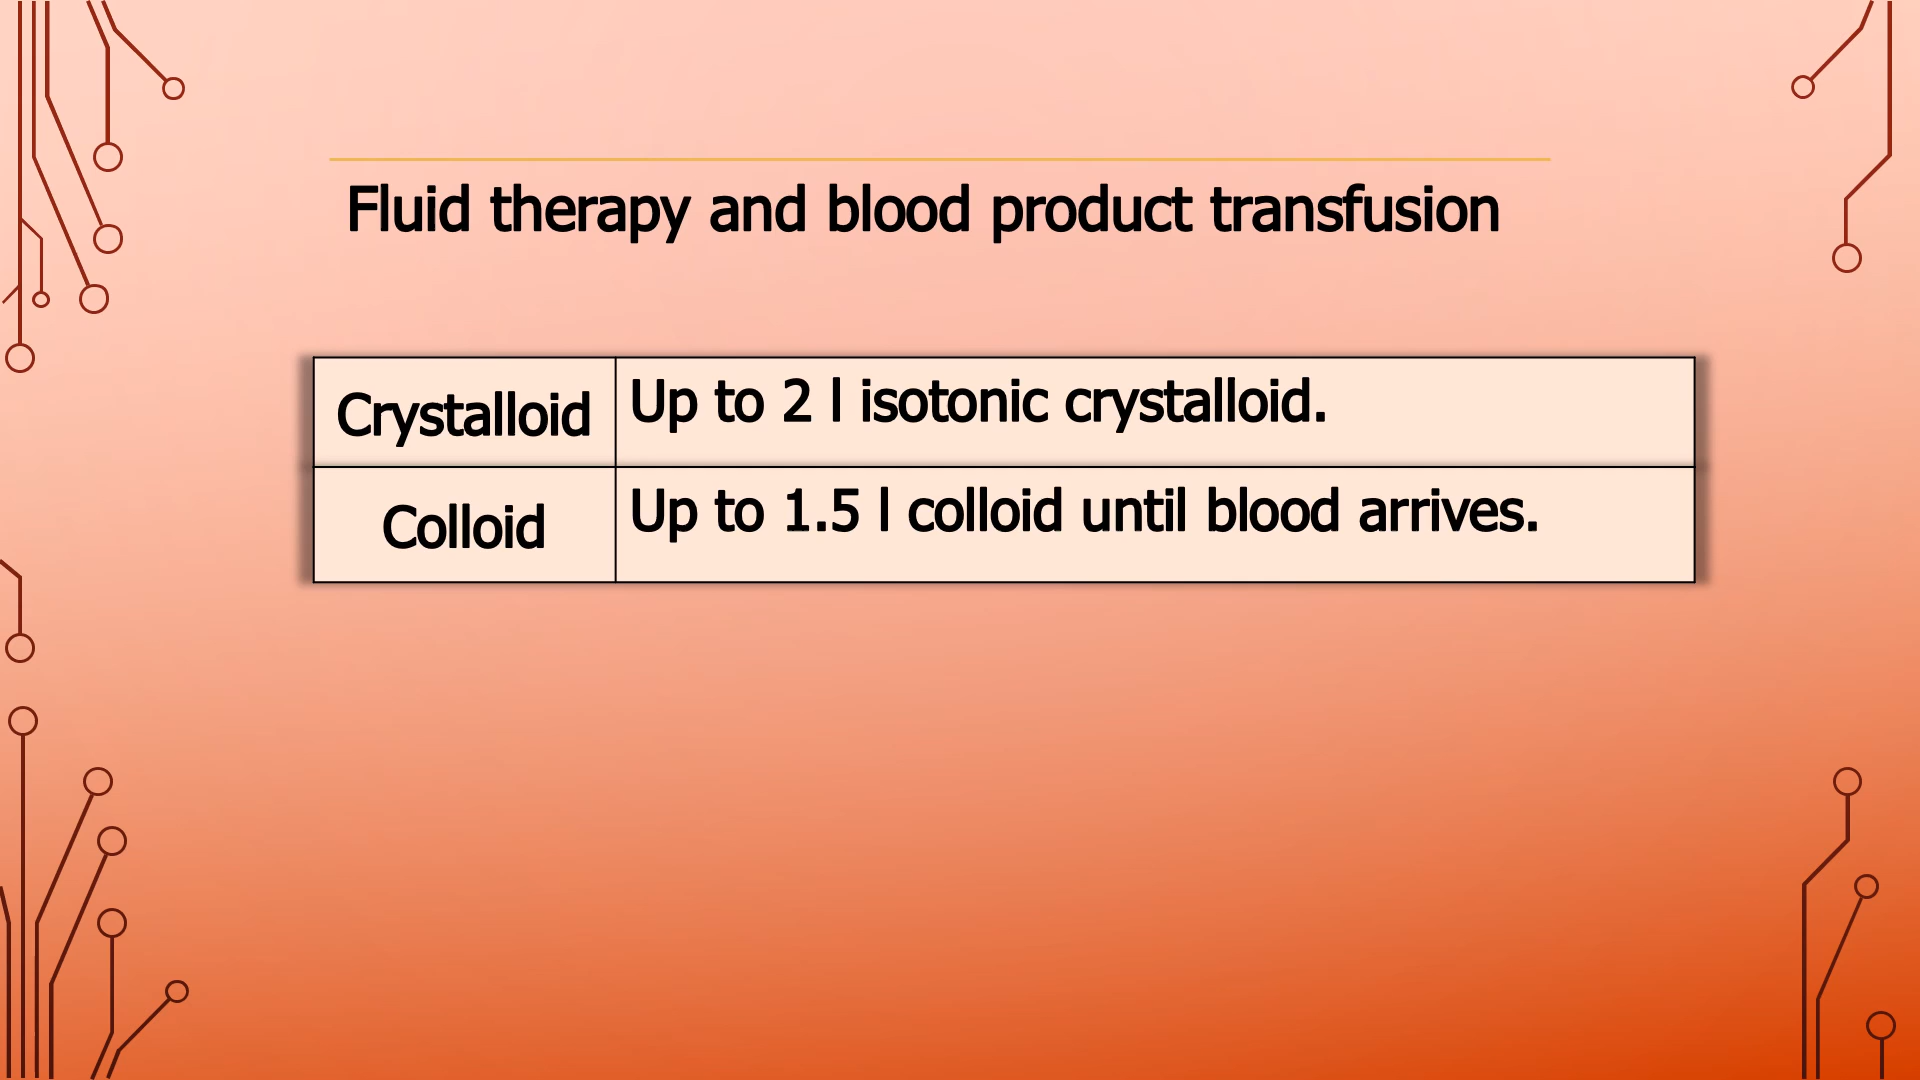 Fluid therapy and blood product transfusion
Crystalloid
Up to 2 l isotonic crystalloid.
Colloid
Up to 1.5 l colloid until blood arrives.